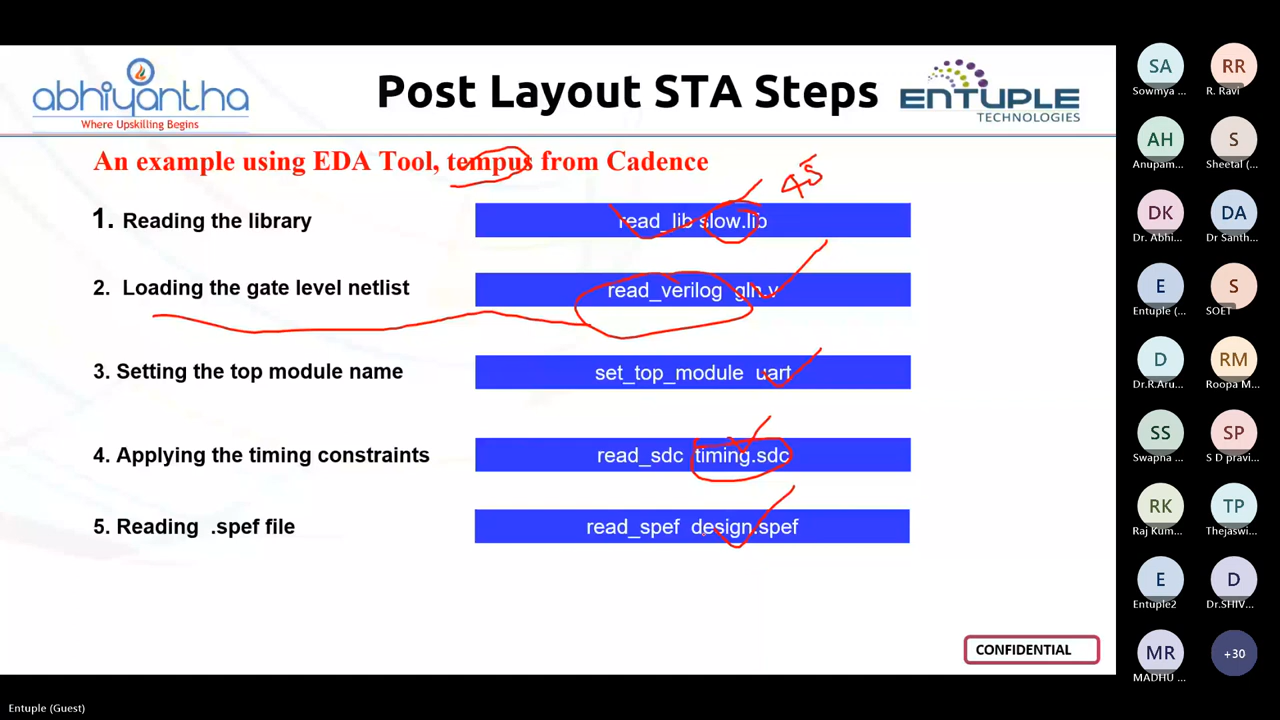 abhiyantha
Where Upskilling Begins
Post Layout STA Steps
ENTUPLE
TECHNOLOGIES
An example using EDA Tool, tempus from Cadence
45
1. Reading the library
read_lib slow.lib
2. Loading the gate level netlist
read_verilog gln.v
3. Setting the top module name
set_top_module uart
4. Applying the timing constraints
read_sdc timing.sdc
5. Reading .spef file
read_spef design.spef
CONFIDENTIAL
SA
Sowmya ...
RR
R. Ravi
AH
Anupam...
S
Sheetal (...
DK
Dr. Abhi...
DA
Dr Santh...
E
Entuple (...
S
SOET
D
Dr.R.Aru...
RM
Roopa M...
SS
Swapna ...
SP
S D pravi...
RK
Raj Kum...
TP
Thejaswi...
E
Entuple2
D
Dr.SHIV...
MR
MADHU ...
+30
Entuple (Guest)